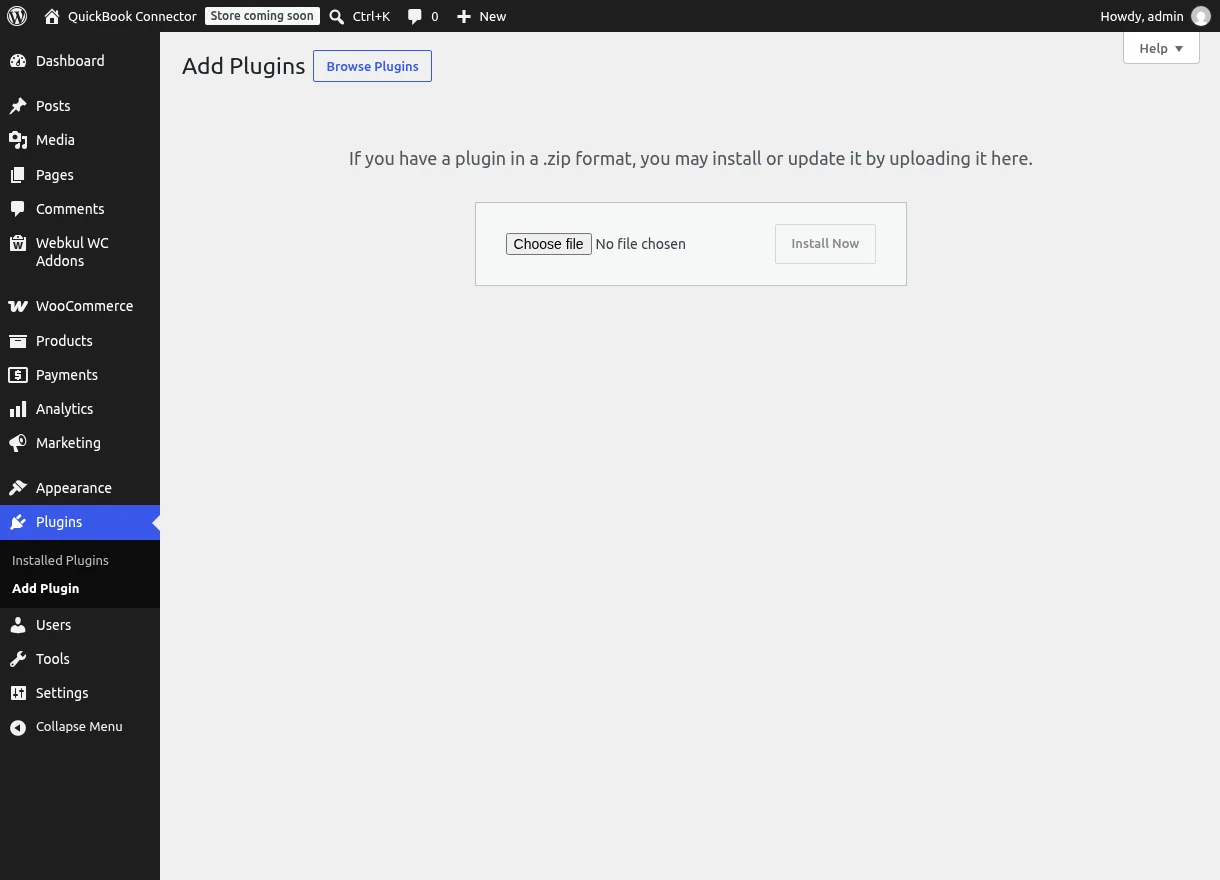 QuickBook Connector
Store coming soon
Ctrl+K
0
New
Howdy, admin
Dashboard
Posts
Media
Pages
Comments
Webkul WC
Addons
WooCommerce
Products
Payments
Analytics
Marketing
Appearance
Plugins
Installed Plugins
Add Plugin
Users
Tools
Settings
Collapse Menu
Help
Add Plugins
Browse Plugins
If you have a plugin in a .zip format, you may install or update it by uploading it here.
Choose file No file chosen
Install Now